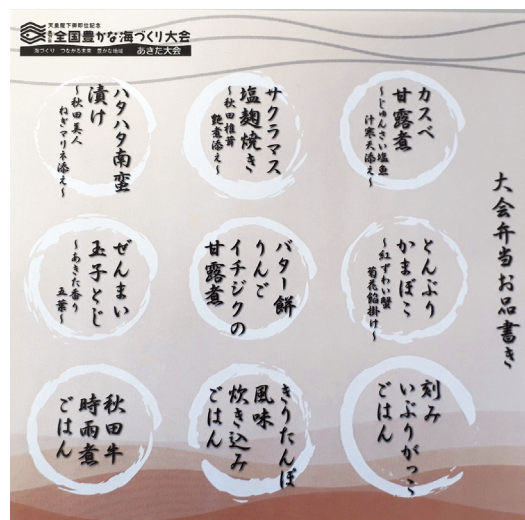 天皇陛下御即位記念
全国豊かな海づくり大会
海づくり つながる未来 豊かな地域
あきた大会
大会弁当お品書き
カスベ
甘露煮
~じゅんさい塩魚
汁寒天添え~
サクラマス
塩麹焼き
~秋田椎茸
艶煮添え~
ハタハタ南蛮
漬け
~秋田美人
ねぎマリネ添え~
とんぶり
かまぼこ
~紅ずわい蟹
菊花餡掛け~
バター餅
りんご
イチジクの
甘露煮
ぜんまい
玉子とじ
~あきた香り
五葉~
刻み
いぶりがっこ
ごはん
きりたんぽ
風味
炊き込み
ごはん
秋田牛
時雨煮
ごはん